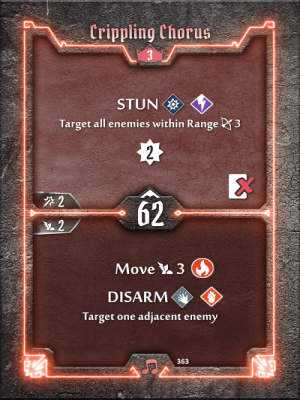 Crippling Chorus
3
STUN
Target all enemies within Range 3
2
2
62
2
Move 3
DISARM
Target one adjacent enemy
363